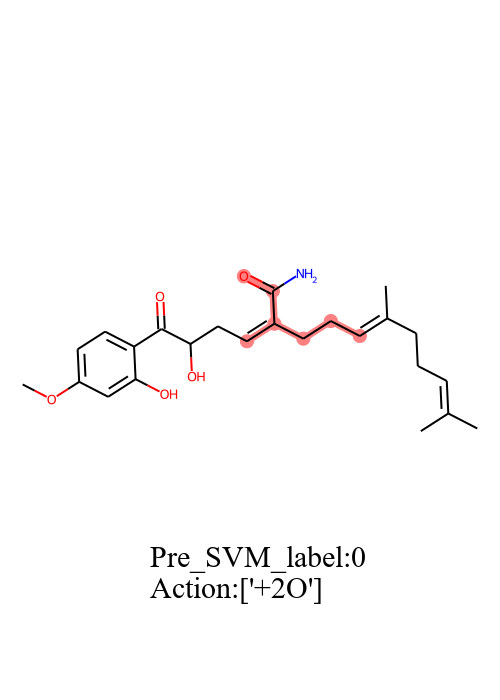 O
NH2
O
OH
OH
O
Pre_SVM_label:0
Action:['+2O']